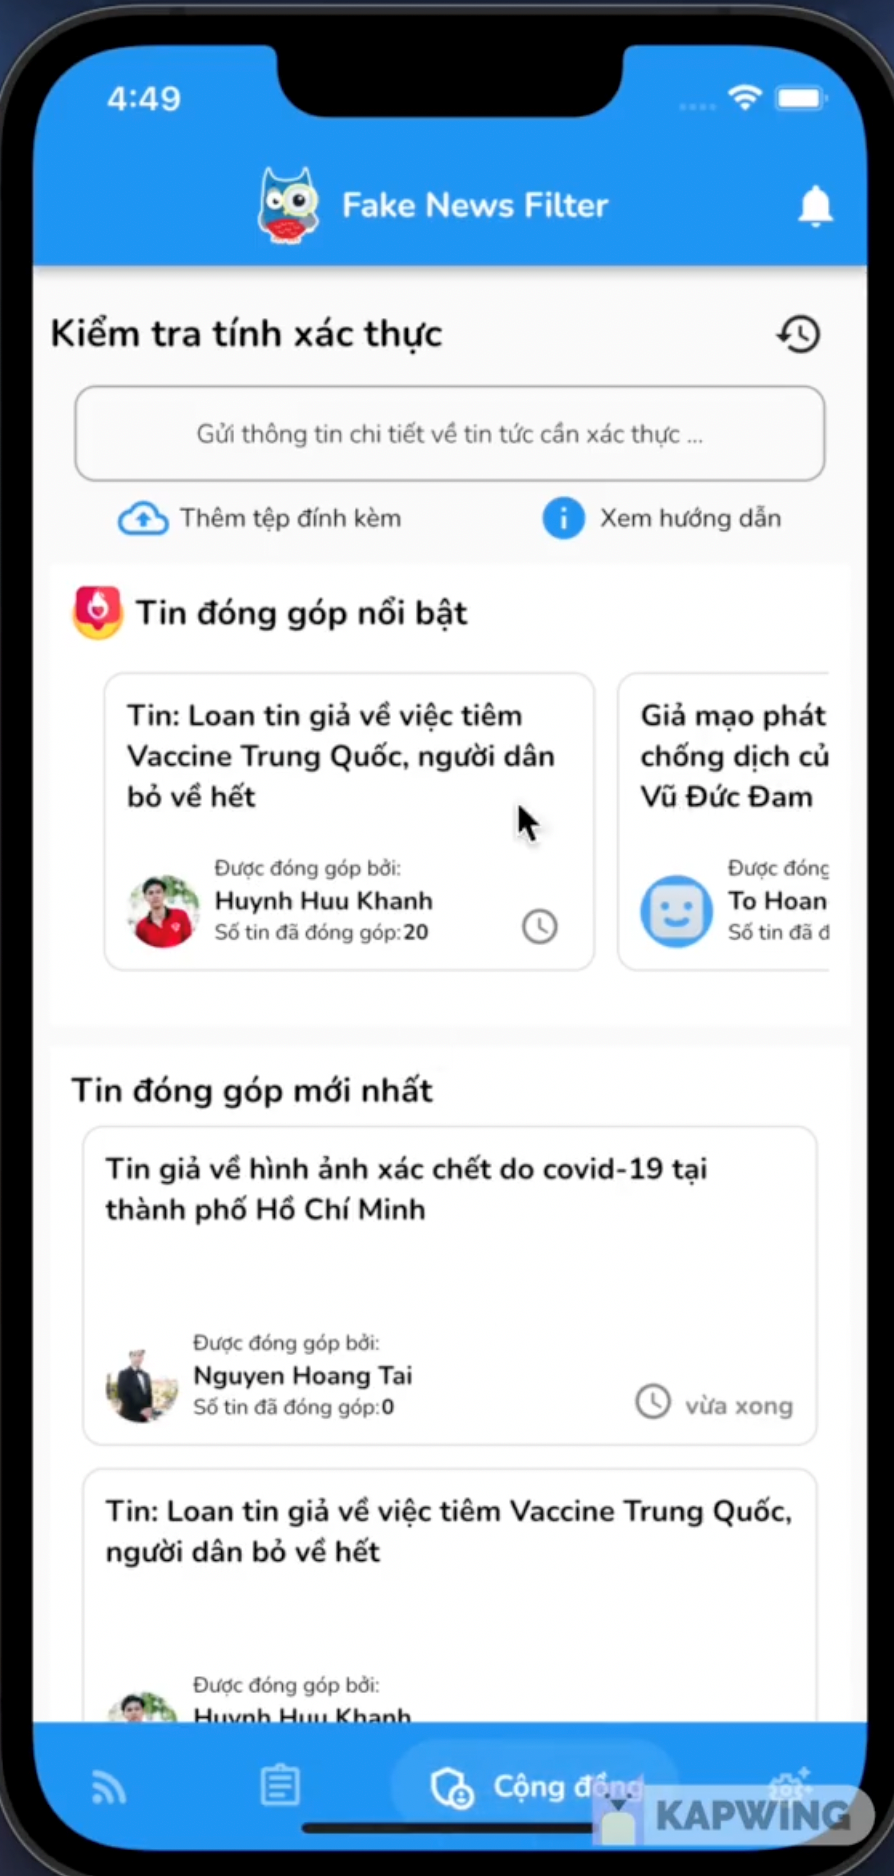 4:49
Fake News Filter
Kiểm tra tính xác thực
Gửi thông tin chi tiết về tin tức cần xác thực ...
Thêm tệp đính kèm
Xem hướng dẫn
Tin đóng góp nổi bật
Tin: Loan tin giả về việc tiêm
Vaccine Trung Quốc, người dân
bỏ về hết
Được đóng góp bởi:
Huynh Huu Khanh
Số tin đã đóng góp:20
Giả mạo phát
chống dịch củ
Vũ Đức Đam
Được đóng
To Hoan
Số tin đã đ
Tin đóng góp mới nhất
Tin giả về hình ảnh xác chết do covid-19 tại
thành phố Hồ Chí Minh
Được đóng góp bởi:
Nguyen Hoang Tai
Số tin đã đóng góp:0
vừa xong
Tin: Loan tin giả về việc tiêm Vaccine Trung Quốc,
người dân bỏ về hết
Được đóng góp bởi:
Huynh Huu Khanh
Cộng đồng
KAPWING